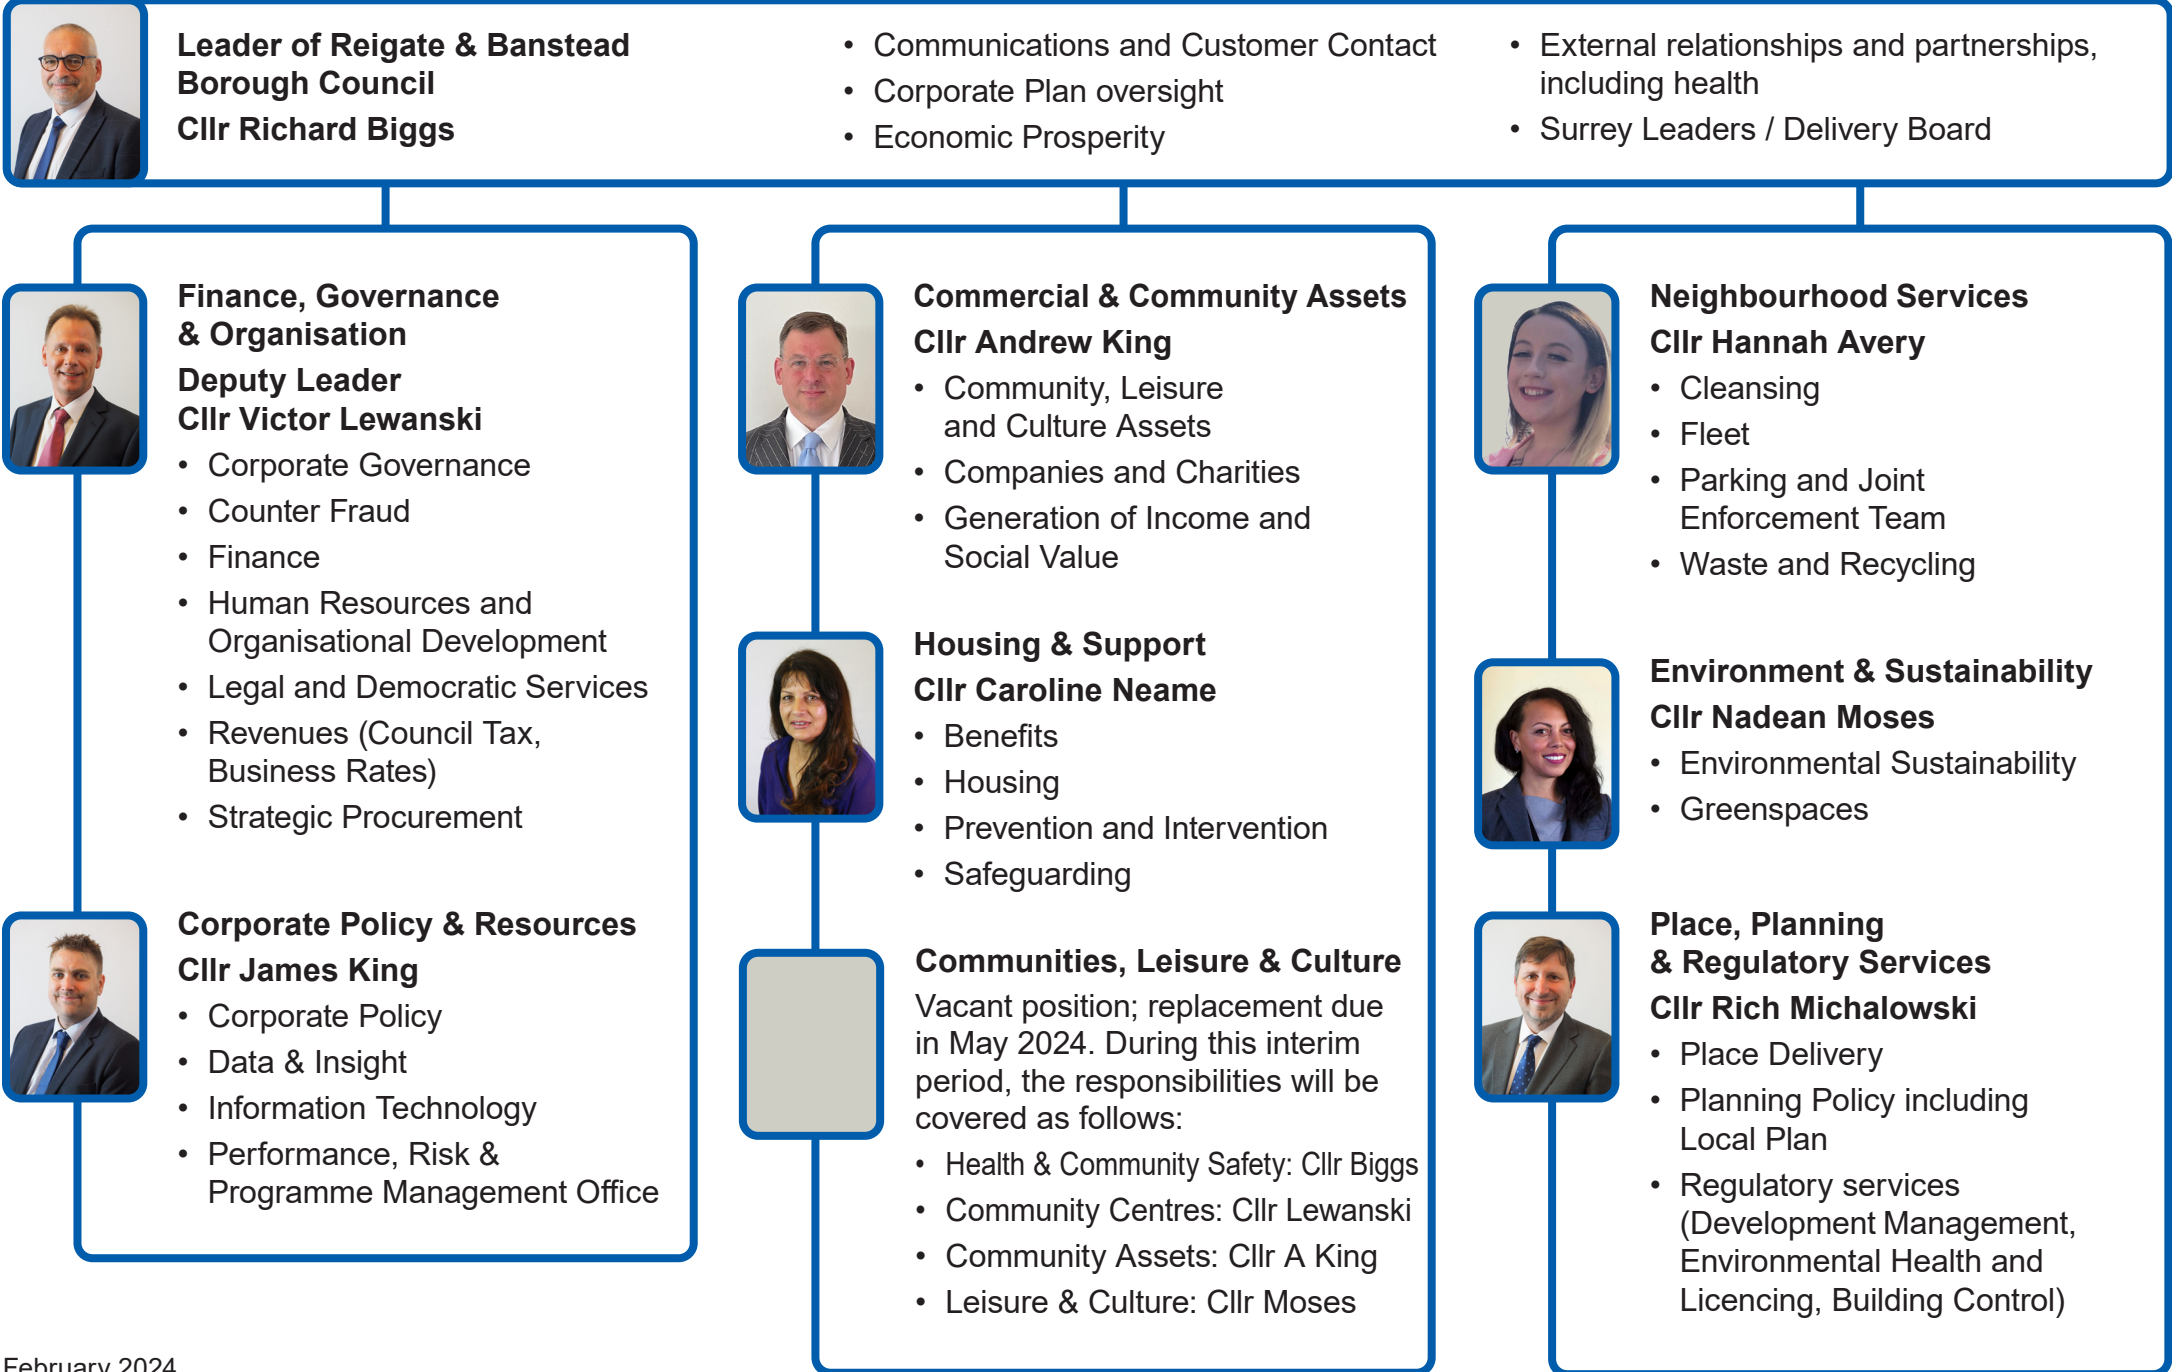 Leader of Reigate & Banstead
Borough Council
Cllr Richard Biggs
• Communications and Customer Contact
• Corporate Plan oversight
• Economic Prosperity
• External relationships and partnerships,
including health
• Surrey Leaders / Delivery Board
Finance, Governance
& Organisation
Deputy Leader
Cllr Victor Lewanski
• Corporate Governance
• Counter Fraud
• Finance
• Human Resources and
Organisational Development
• Legal and Democratic Services
• Revenues (Council Tax,
Business Rates)
• Strategic Procurement
Corporate Policy & Resources
Cllr James King
• Corporate Policy
• Data & Insight
• Information Technology
• Performance, Risk &
Programme Management Office
Commercial & Community Assets
Cllr Andrew King
• Community, Leisure
and Culture Assets
• Companies and Charities
• Generation of Income and
Social Value
Housing & Support
Cllr Caroline Neame
• Benefits
• Housing
• Prevention and Intervention
• Safeguarding
Communities, Leisure & Culture
Vacant position; replacement due
in May 2024. During this interim
period, the responsibilities will be
covered as follows:
• Health & Community Safety: Cllr Biggs
• Community Centres: Cllr Lewanski
• Community Assets: Cllr A King
• Leisure & Culture: Cllr Moses
Neighbourhood Services
Cllr Hannah Avery
• Cleansing
• Fleet
• Parking and Joint
Enforcement Team
• Waste and Recycling
Environment & Sustainability
Cllr Nadean Moses
• Environmental Sustainability
• Greenspaces
Place, Planning
& Regulatory Services
Cllr Rich Michalowski
• Place Delivery
• Planning Policy including
Local Plan
• Regulatory services
(Development Management,
Environmental Health and
Licencing, Building Control)
February 2024